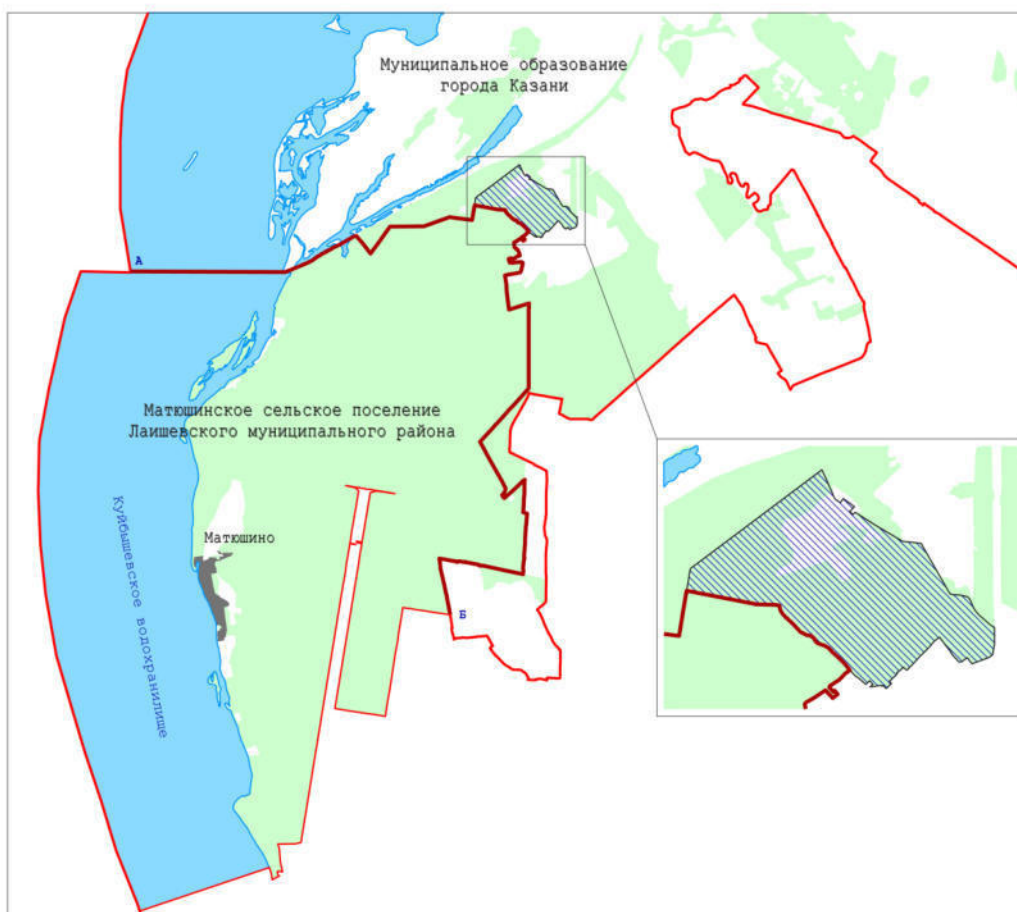 Муниципальное образование
города Казани
А
Матюшинское сельское поселение
Лаишевского муниципального района
Матюшино
Куйбышевское водохранилище
Б